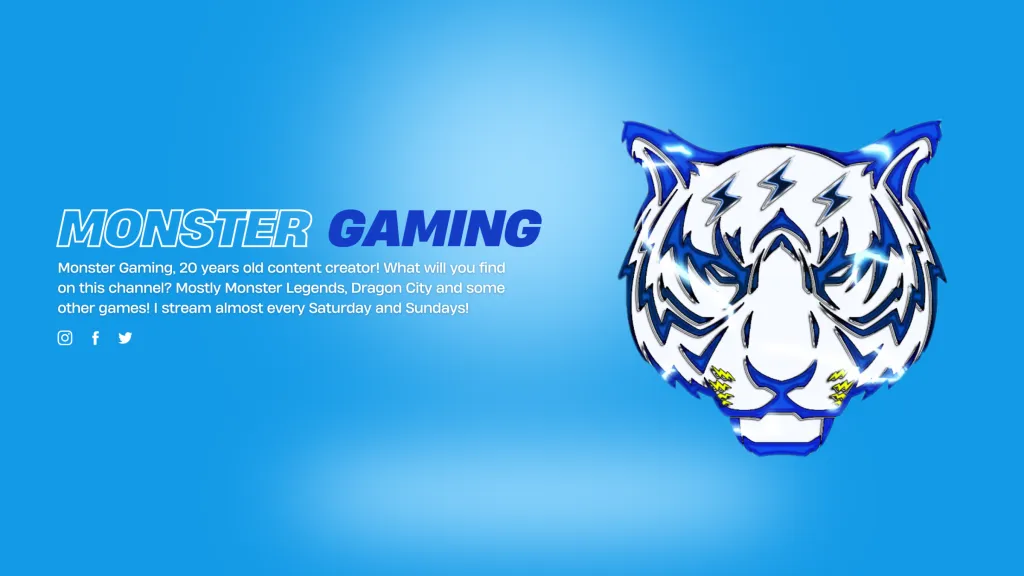 MONSTER GAMING
Monster Gaming, 20 years old content creator! What will you find
on this channel? Mostly Monster Legends, Dragon City and some
other games! I stream almost every Saturday and Sundays!